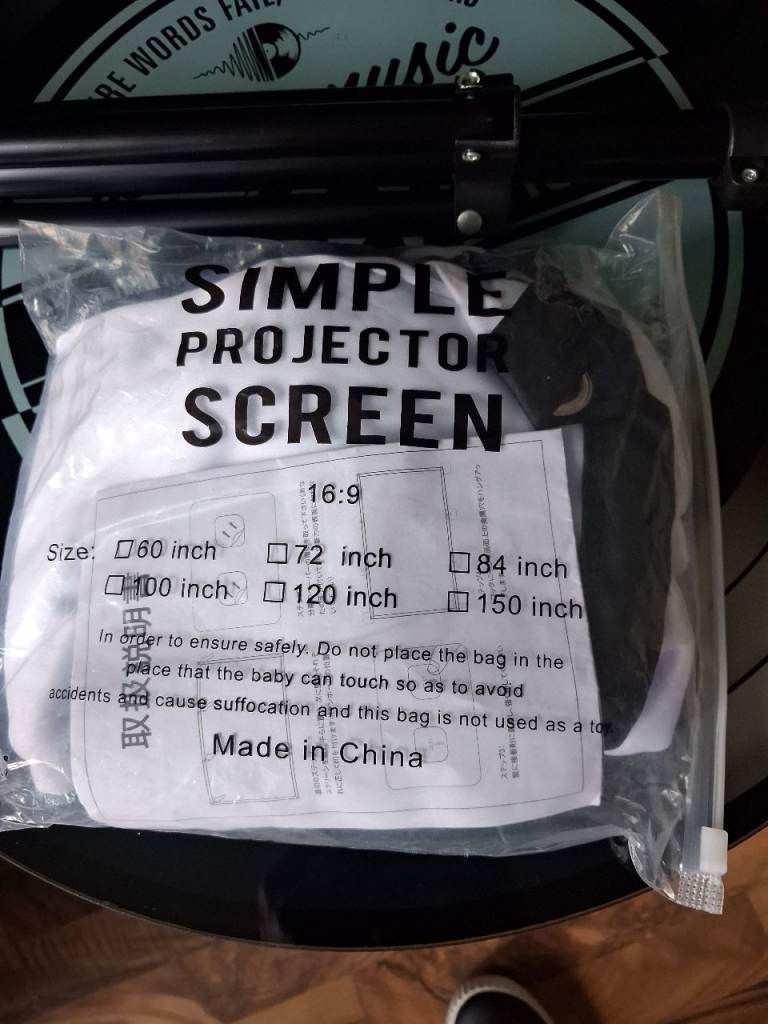 RE WORDS FAIL,
music
SIMPLE
PROJECTOR
SCREEN
16:9
Size: □60 inch □72 inch □84 inch
□100 inch □120 inch □150 inch
In order to ensure safely. Do not place the bag in the
place that the baby can touch so as to avoid
accidents and cause suffocation and this bag is not used as a toy.
Made in China
取扱説明書